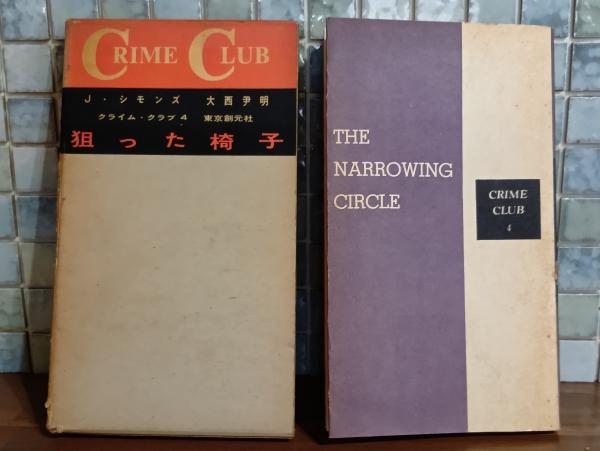 CRIME CLUB
J・シモンズ 大西尹明
クライム・クラブ4 東京創元社
狙った椅子
THE
NARROWING
CIRCLE
CRIME
CLUB
4